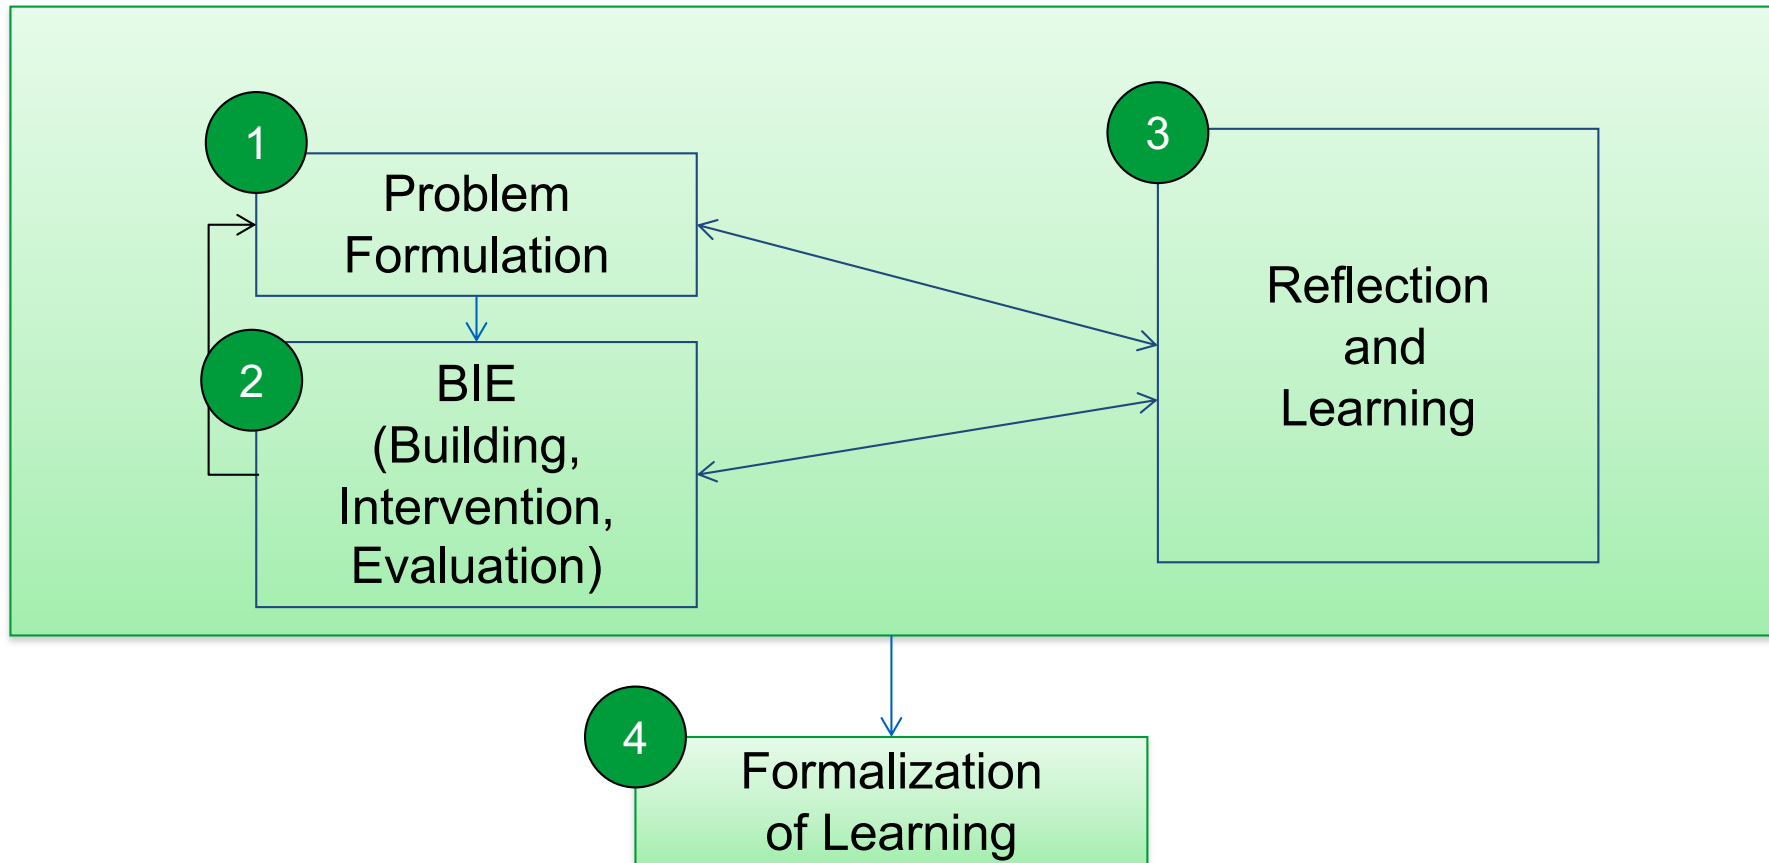 1
Problem
Formulation
2
BIE
(Building,
Intervention,
Evaluation)
3
Reflection
and
Learning
4
Formalization
of Learning